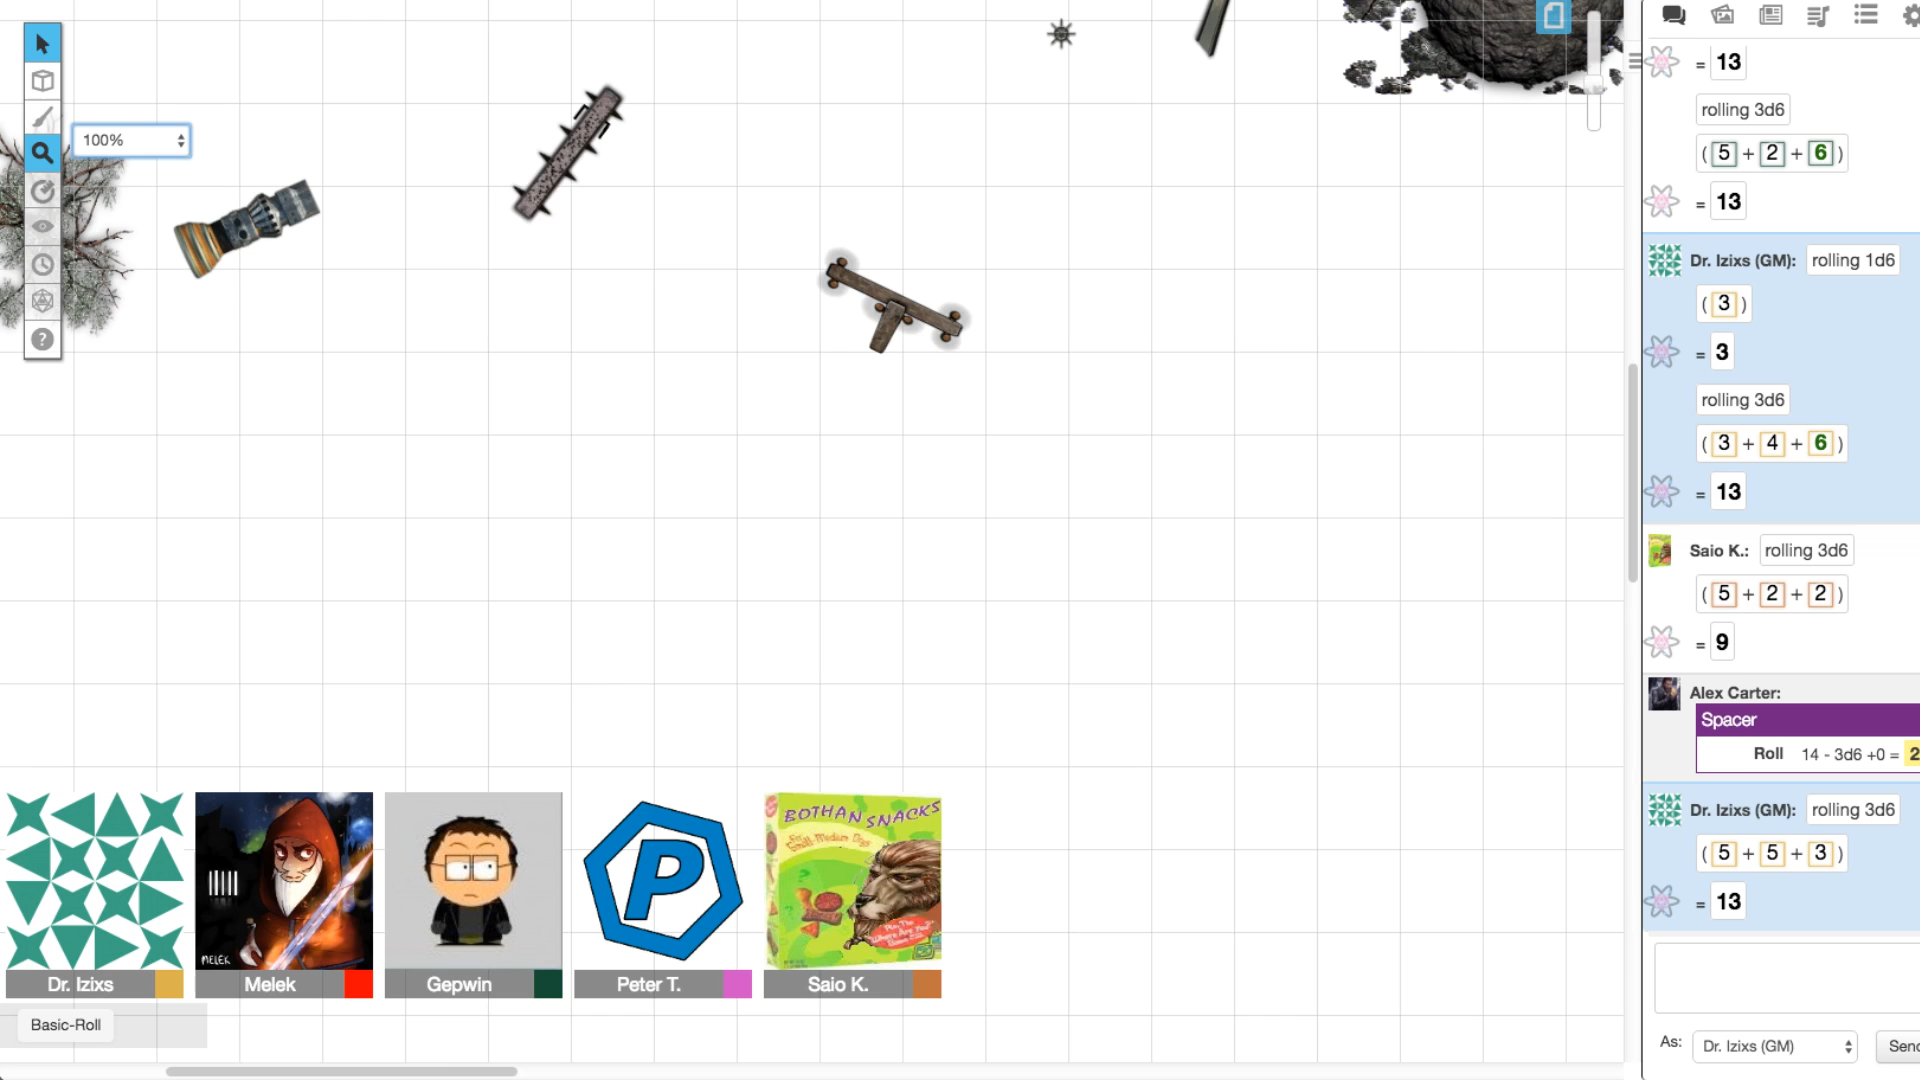 100%
= 13
rolling 3d6
(5+2+6)
= 13
Dr. Izixs (GM): rolling 1d6
(3)
= 3
rolling 3d6
(3+4+6)
= 13
Saio K.: rolling 3d6
(5+2+2)
= 9
Alex Carter:
Spacer
Roll 14 - 3d6 +0 = 2
Dr. Izixs (GM): rolling 3d6
(5+5+3)
= 13
BOTHAN SNACKS
MELEK
P
Dr. Izixs
Melek
Gepwin
Peter T.
Saio K.
Basic-Roll
As: Dr. Izixs (GM) Send